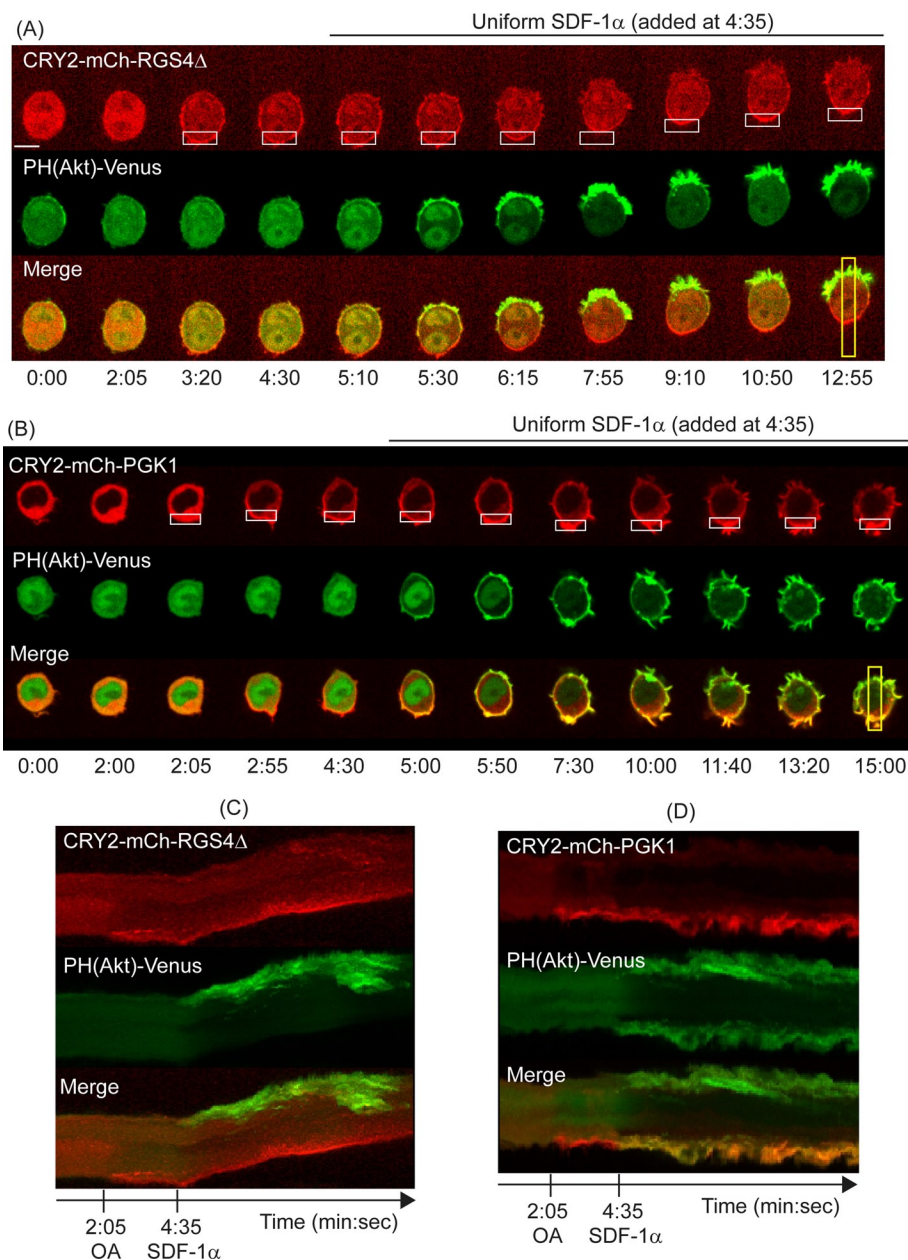 (A)
Uniform SDF-1α (added at 4:35)
CRY2-mCh-RGS4Δ
PH(Akt)-Venus
Merge
0:00 2:05 3:20 4:30 5:10 5:30 6:15 7:55 9:10 10:50 12:55
(B)
Uniform SDF-1α (added at 4:35)
CRY2-mCh-PGK1
PH(Akt)-Venus
Merge
0:00 2:00 2:05 2:55 4:30 5:00 5:50 7:30 10:00 11:40 13:20 15:00
(C)
CRY2-mCh-RGS4Δ
PH(Akt)-Venus
Merge
2:05 4:35 Time (min:sec)
OA SDF-1α
(D)
CRY2-mCh-PGK1
PH(Akt)-Venus
Merge
2:05 4:35 Time (min:sec)
OA SDF-1α